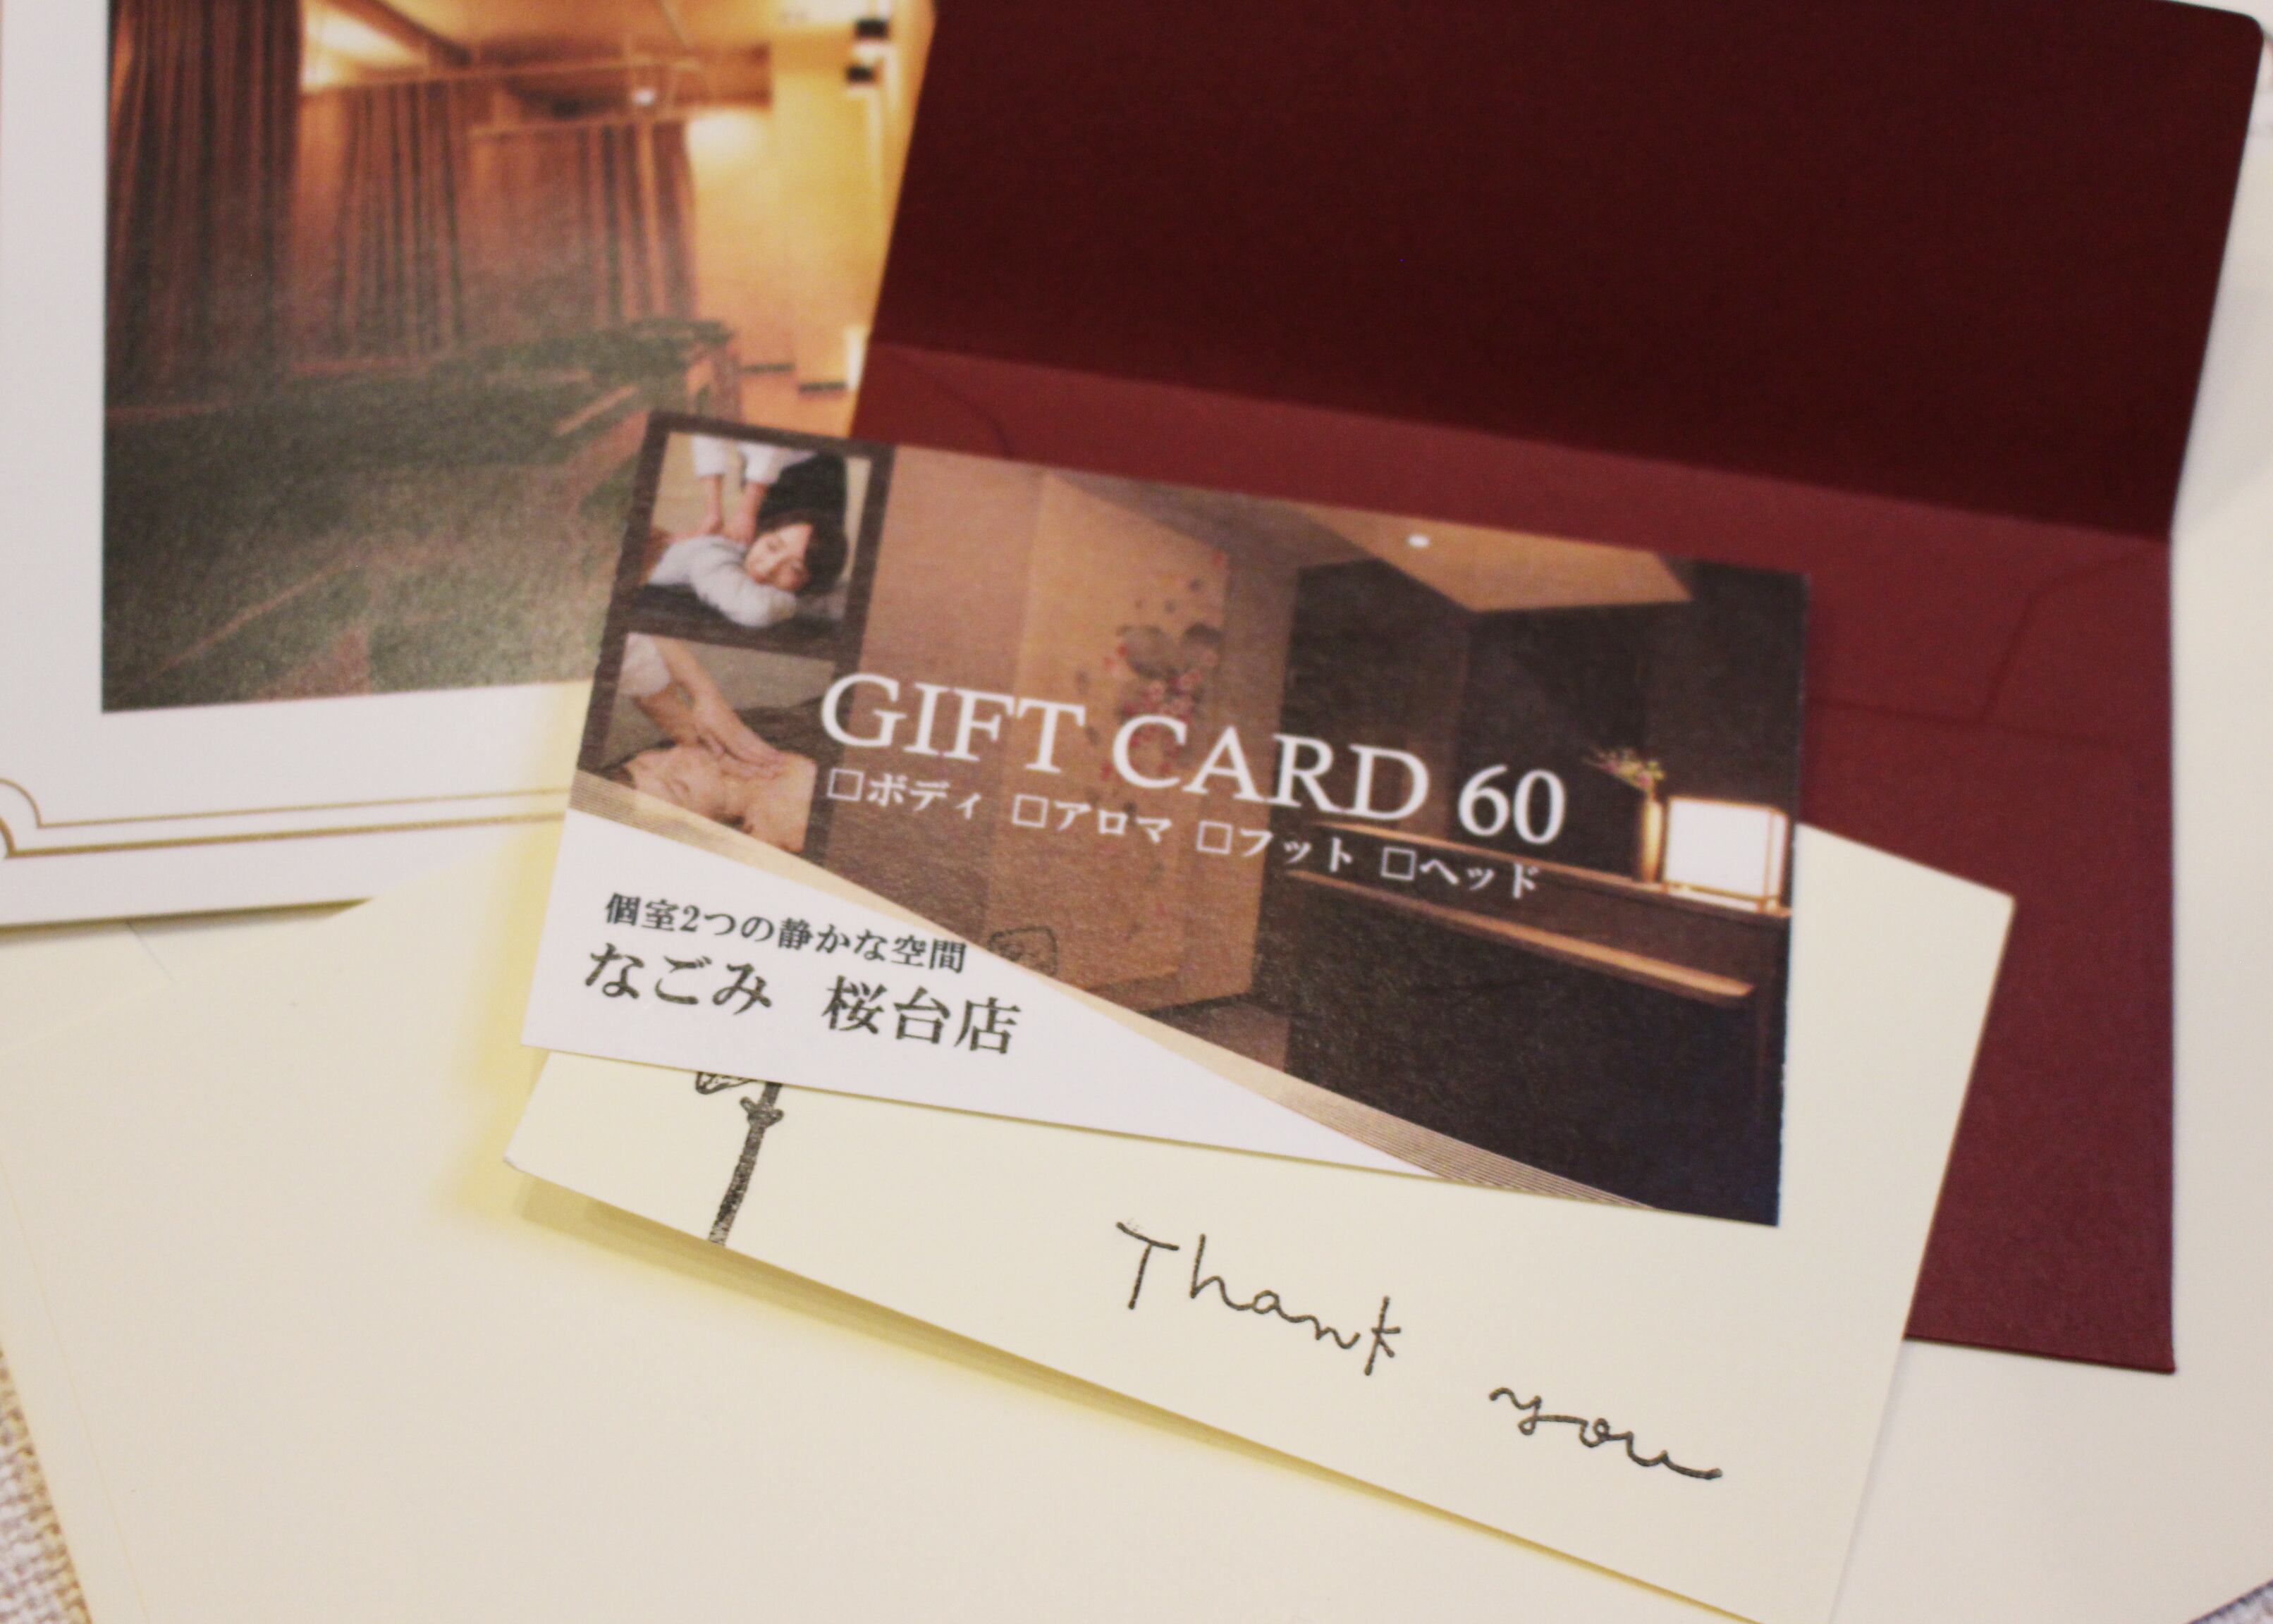 GIFT CARD 60
□ボディ □アロマ □フット □ヘッド
個室2つの静かな空間
なごみ 桜台店
Thank
you